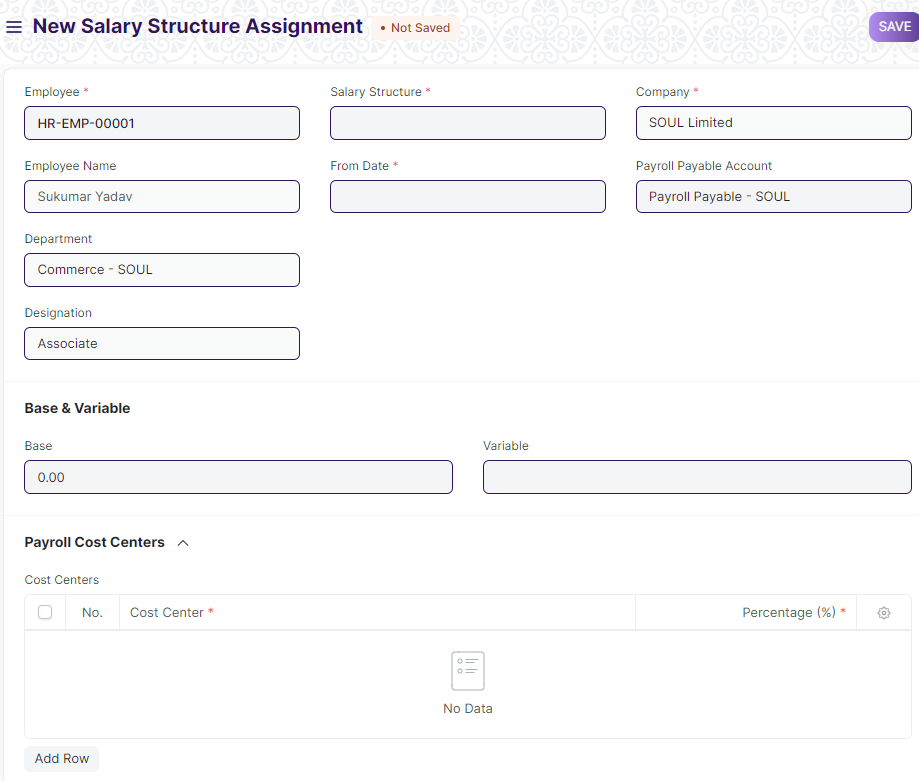 New Salary Structure Assignment • Not Saved SAVE
Employee * Salary Structure * Company *
HR-EMP-00001 SOUL Limited
Employee Name From Date * Payroll Payable Account
Sukumar Yadav Payroll Payable - SOUL
Department
Commerce - SOUL
Designation
Associate
Base & Variable
Base Variable
0.00
Payroll Cost Centers
Cost Centers
No. Cost Center * Percentage (%) *
No Data
Add Row